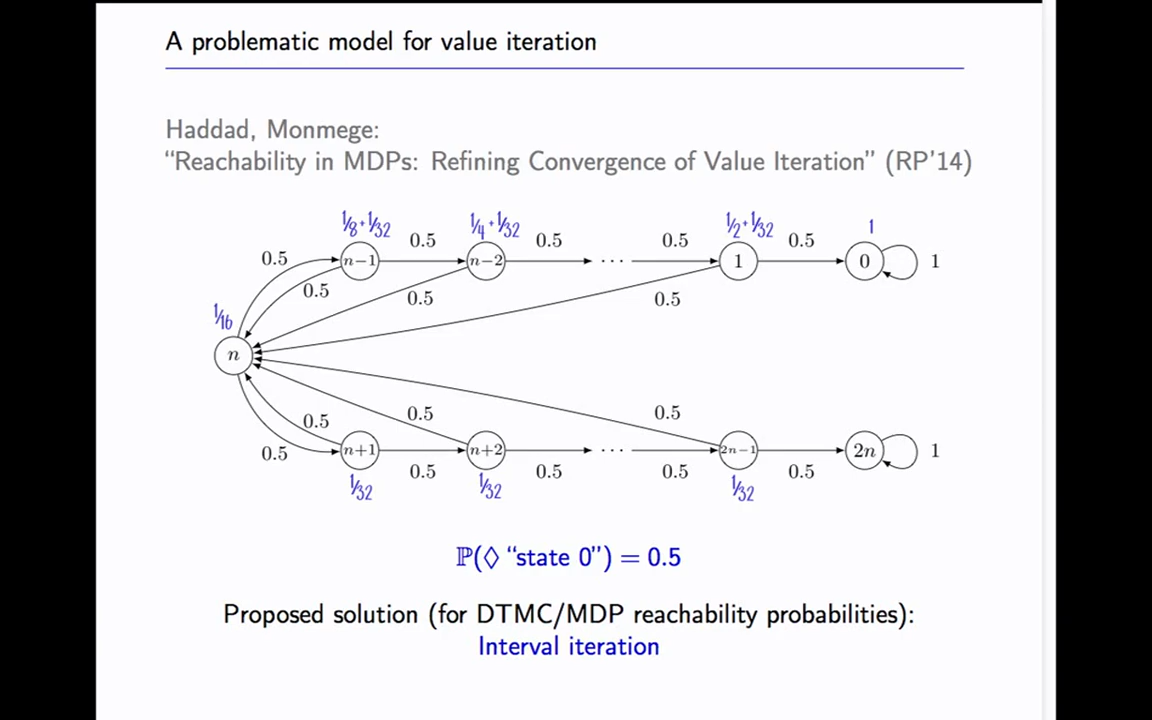 A problematic model for value iteration
Haddad, Monmege:
“Reachability in MDPs: Refining Convergence of Value Iteration” (RP’14)
1/8+1/32 1/4+1/32 1/2+1/32 1
0.5 0.5 0.5 0.5
0.5 n−1 n−2 ··· 1 0 1
0.5 0.5 0.5
1/16
n
0.5 0.5 0.5
0.5 n+1 n+2 ··· 2n−1 2n 1
0.5 0.5 0.5 0.5
1/32 1/32 1/32
ℙ(◊ “state 0”) = 0.5
Proposed solution (for DTMC/MDP reachability probabilities):
Interval iteration